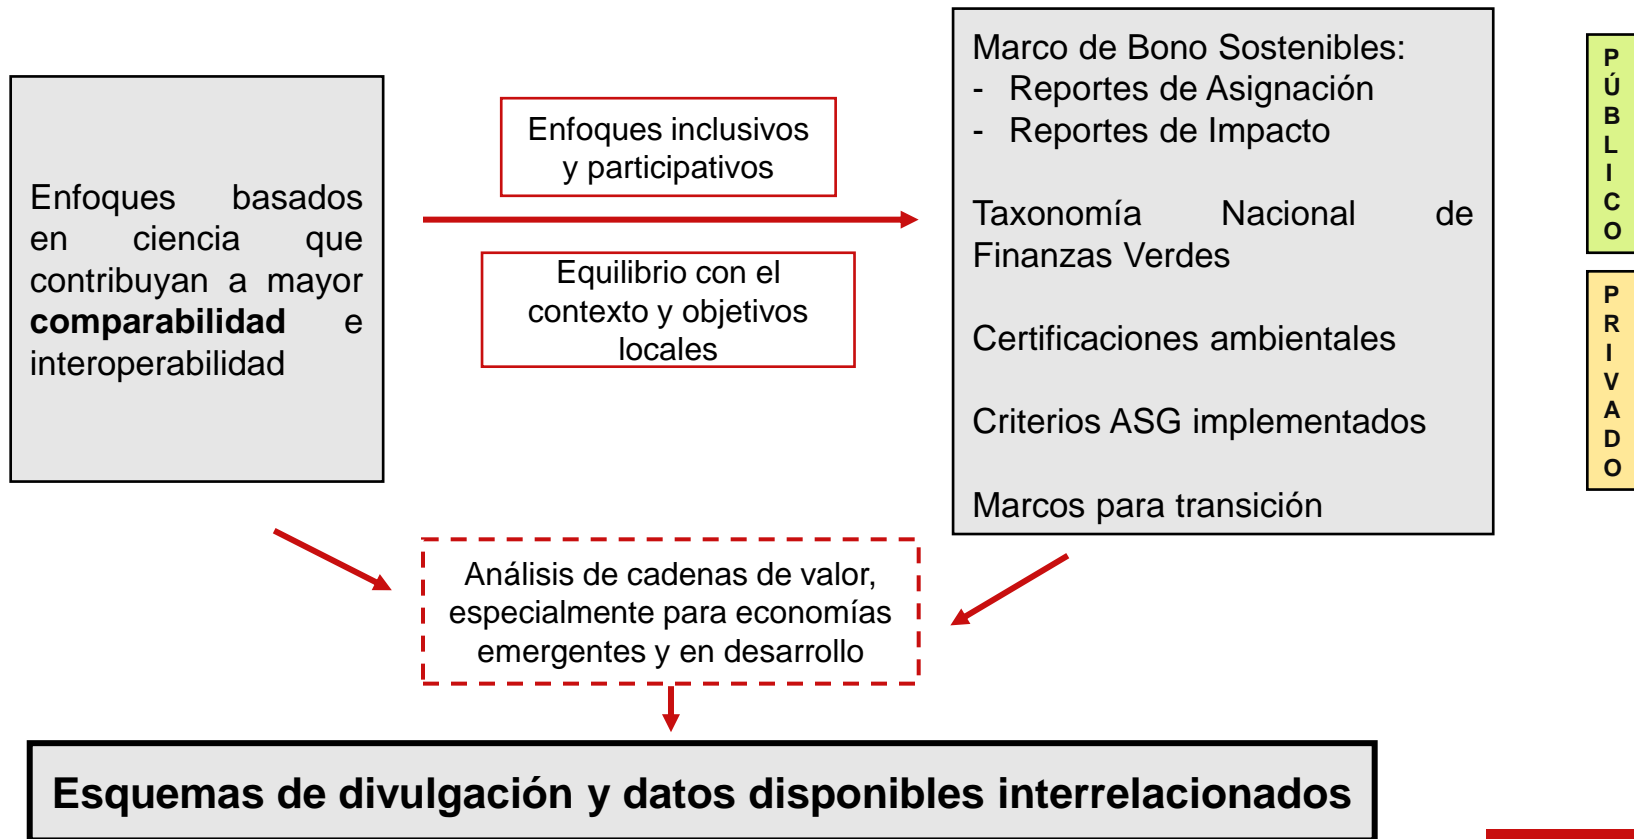 Enfoques basados
en ciencia que
contribuyan a mayor
comparabilidad e
interoperabilidad
Enfoques inclusivos
y participativos
Equilibrio con el
contexto y objetivos
locales
Marco de Bono Sostenibles:
- Reportes de Asignación
- Reportes de Impacto
Taxonomía Nacional de
Finanzas Verdes
Certificaciones ambientales
Criterios ASG implementados
Marcos para transición
PÚBLICO
PRIVADO
Análisis de cadenas de valor,
especialmente para economías
emergentes y en desarrollo
Esquemas de divulgación y datos disponibles interrelacionados